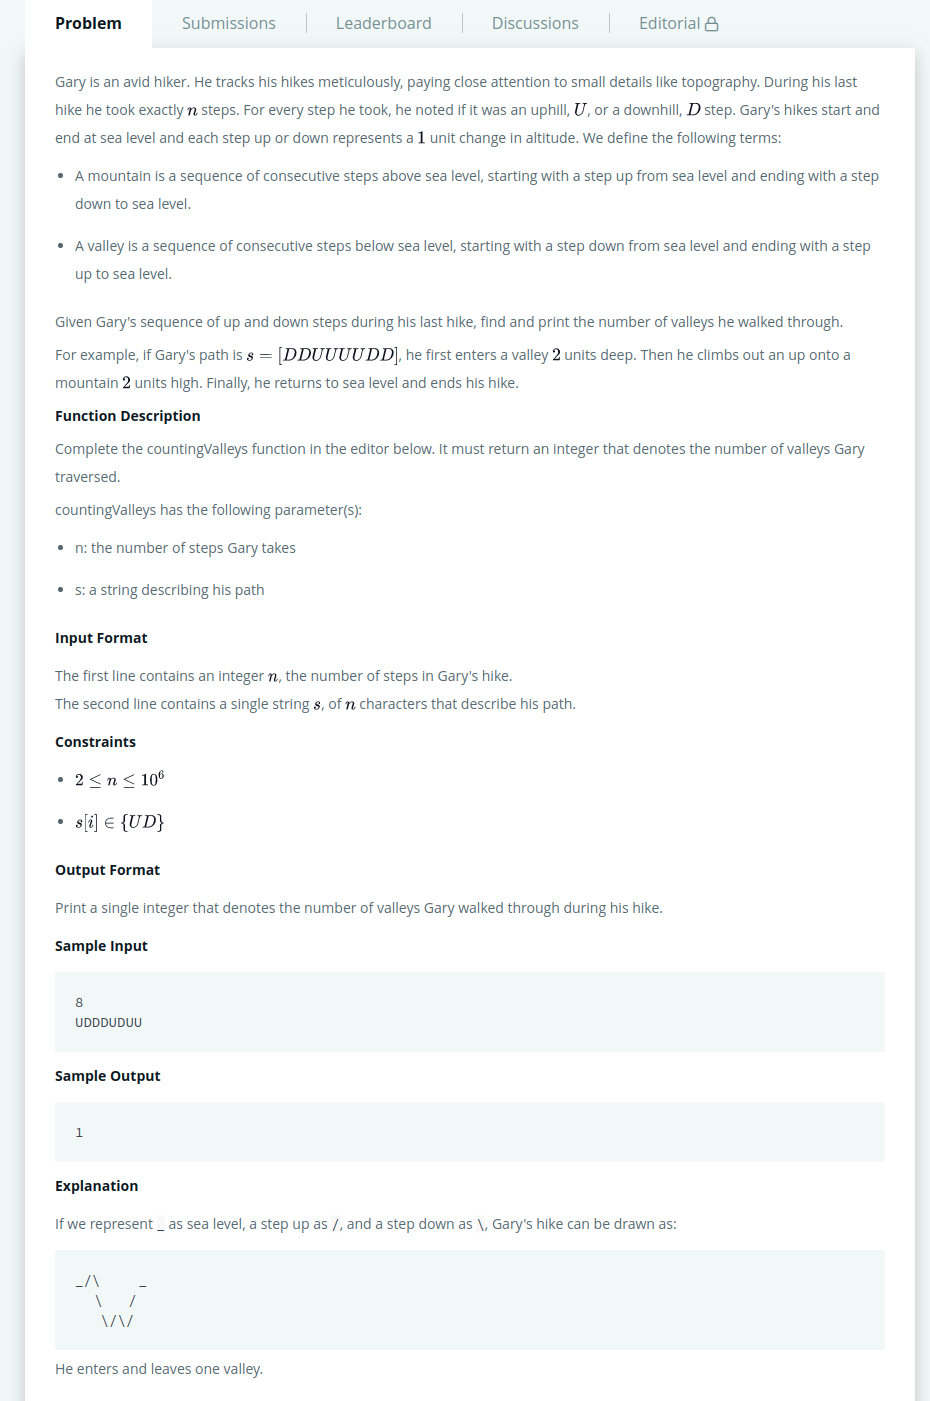 Problem Submissions Leaderboard Discussions Editorial
Gary is an avid hiker. He tracks his hikes meticulously, paying close attention to small details like topography. During his last
hike he took exactly n steps. For every step he took, he noted if it was an uphill, U, or a downhill, D step. Gary's hikes start and
end at sea level and each step up or down represents a 1 unit change in altitude. We define the following terms:
• A mountain is a sequence of consecutive steps above sea level, starting with a step up from sea level and ending with a step
down to sea level.
• A valley is a sequence of consecutive steps below sea level, starting with a step down from sea level and ending with a step
up to sea level.
Given Gary's sequence of up and down steps during his last hike, find and print the number of valleys he walked through.
For example, if Gary's path is s = [DDUUUUDD], he first enters a valley 2 units deep. Then he climbs out an up onto a
mountain 2 units high. Finally, he returns to sea level and ends his hike.
Function Description
Complete the countingValleys function in the editor below. It must return an integer that denotes the number of valleys Gary
traversed.
countingValleys has the following parameter(s):
• n: the number of steps Gary takes
• s: a string describing his path
Input Format
The first line contains an integer n, the number of steps in Gary's hike.
The second line contains a single string s, of n characters that describe his path.
Constraints
• 2 ≤ n ≤ 10⁶
• s[i] ∈ {UD}
Output Format
Print a single integer that denotes the number of valleys Gary walked through during his hike.
Sample Input
8
UDDDUDUU
Sample Output
1
Explanation
If we represent _ as sea level, a step up as /, and a step down as \, Gary's hike can be drawn as:
_/\      _
   \    /
    \/\/
He enters and leaves one valley.